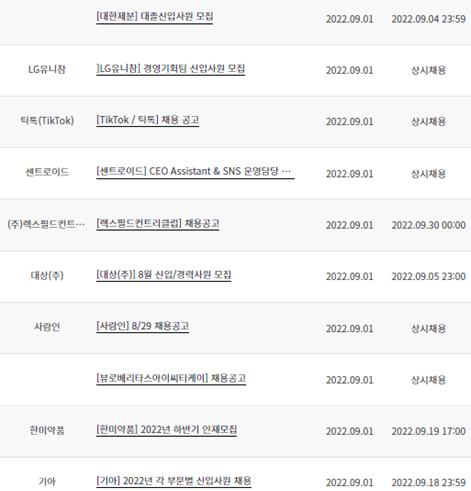 [대한제분] 대졸신입사원 모집 2022.09.01 2022.09.04 23:59
LG유니참 ]LG유니참] 경영기획팀 신입사원 모집 2022.09.01 상시채용
틱톡(TikTok) [TikTok / 틱톡] 채용 공고 2022.09.01 상시채용
센트로이드 [센트로이드] CEO Assistant & SNS 운영담당 … 2022.09.01 상시채용
(주)렉스필드컨트… [렉스필드컨트리클럽] 채용공고 2022.09.01 2022.09.30 00:00
대상(주) [대상(주)] 8월 신입/경력사원 모집 2022.09.01 2022.09.05 23:00
사람인 [사람인] 8/29 채용공고 2022.09.01 상시채용
[뷰로베리타스아이씨티케이] 채용공고 2022.09.01 상시채용
한미약품 [한미약품] 2022년 하반기 인재모집 2022.09.01 2022.09.19 17:00
기아 [기아] 2022년 각 부문별 신입사원 채용 2022.09.01 2022.09.18 23:59